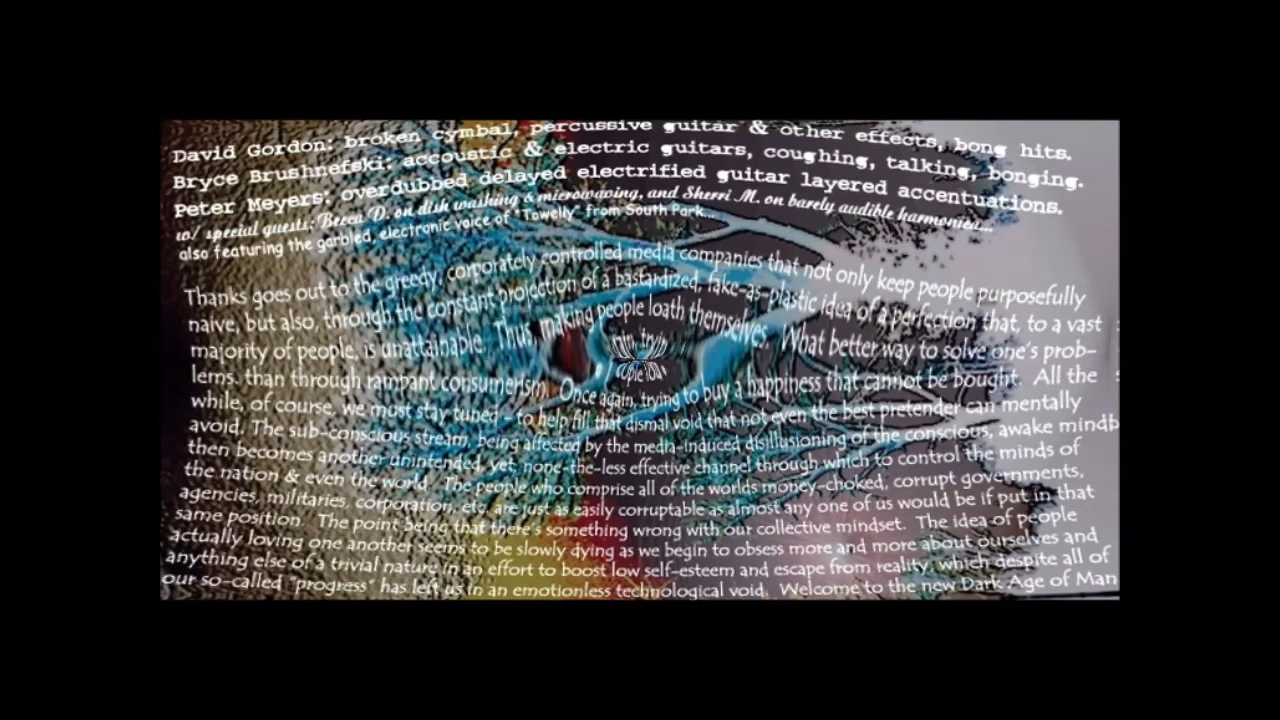 David Gordon: broken cymbal, percussive guitar & other effects, bong hits.
Bryce Brushnefski: accoustic & electric guitars, coughing, talking, bonging.
Peter Meyers: overdubbed delayed electrified guitar layered accentuations.
w/ special guests: Becca D. on dish washing & microwaving, and Sherri M. on barely audible harmonica...
also featuring the garbled, electronic voice of "Towelly" from South Park...
Thanks goes out to the greedy, corporately controlled media companies that not only keep people purposefully
naive, but also, through the constant projection of a bastardized, fake-as-plastic idea of a perfection that, to a vast
majority of people, is unattainable. Thus, making people loath themselves. What better way to solve one's prob-
lems, than through rampant consumerism. Once again, trying to buy a happiness that cannot be bought. All the
while, of course, we must stay tuned - to help fill that dismal void that not even the best pretender can mentally
avoid. The sub-conscious stream, being affected by the media-induced disillusioning of the conscious, awake mind
then becomes another unintended, yet, none-the-less effective channel through which to control the minds of
the nation & even the world. The people who comprise all of the worlds money-choked, corrupt governments,
agencies, militaries, corporation, etc. are just as easily corruptable as almost any one of us would be if put in that
same position. The point being that there's something wrong with our collective mindset. The idea of people
actually loving one another seems to be slowly dying as we begin to obsess more and more about ourselves and
anything else of a trivial nature in an effort to boost low self-esteem and escape from reality, which despite all of
our so-called "progress" has left us in an emotionless technological void. Welcome to the new Dark Age of Man